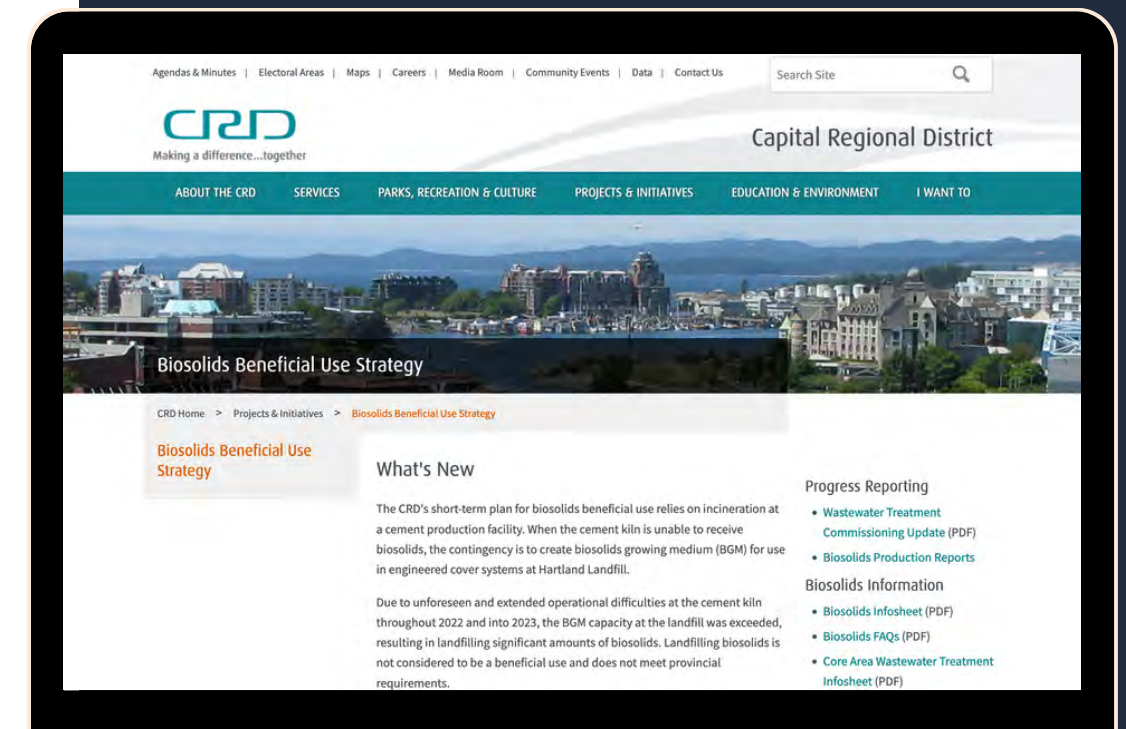 Agendas & Minutes | Electoral Areas | Maps | Careers | Media Room | Community Events | Data | Contact Us
Search Site
CRD
Making a difference...together
Capital Regional District
ABOUT THE CRD SERVICES PARKS, RECREATION & CULTURE PROJECTS & INITIATIVES EDUCATION & ENVIRONMENT I WANT TO
Biosolids Beneficial Use Strategy
CRD Home > Projects & Initiatives > Biosolids Beneficial Use Strategy
Biosolids Beneficial Use
Strategy
What's New
The CRD's short-term plan for biosolids beneficial use relies on incineration at
a cement production facility. When the cement kiln is unable to receive
biosolids, the contingency is to create biosolids growing medium (BGM) for use
in engineered cover systems at Hartland Landfill.
Due to unforeseen and extended operational difficulties at the cement kiln
throughout 2022 and into 2023, the BGM capacity at the landfill was exceeded,
resulting in landfilling significant amounts of biosolids. Landfilling biosolids is
not considered to be a beneficial use and does not meet provincial
requirements.
Progress Reporting
• Wastewater Treatment
Commissioning Update (PDF)
• Biosolids Production Reports
Biosolids Information
• Biosolids Infosheet (PDF)
• Biosolids FAQs (PDF)
• Core Area Wastewater Treatment
Infosheet (PDF)